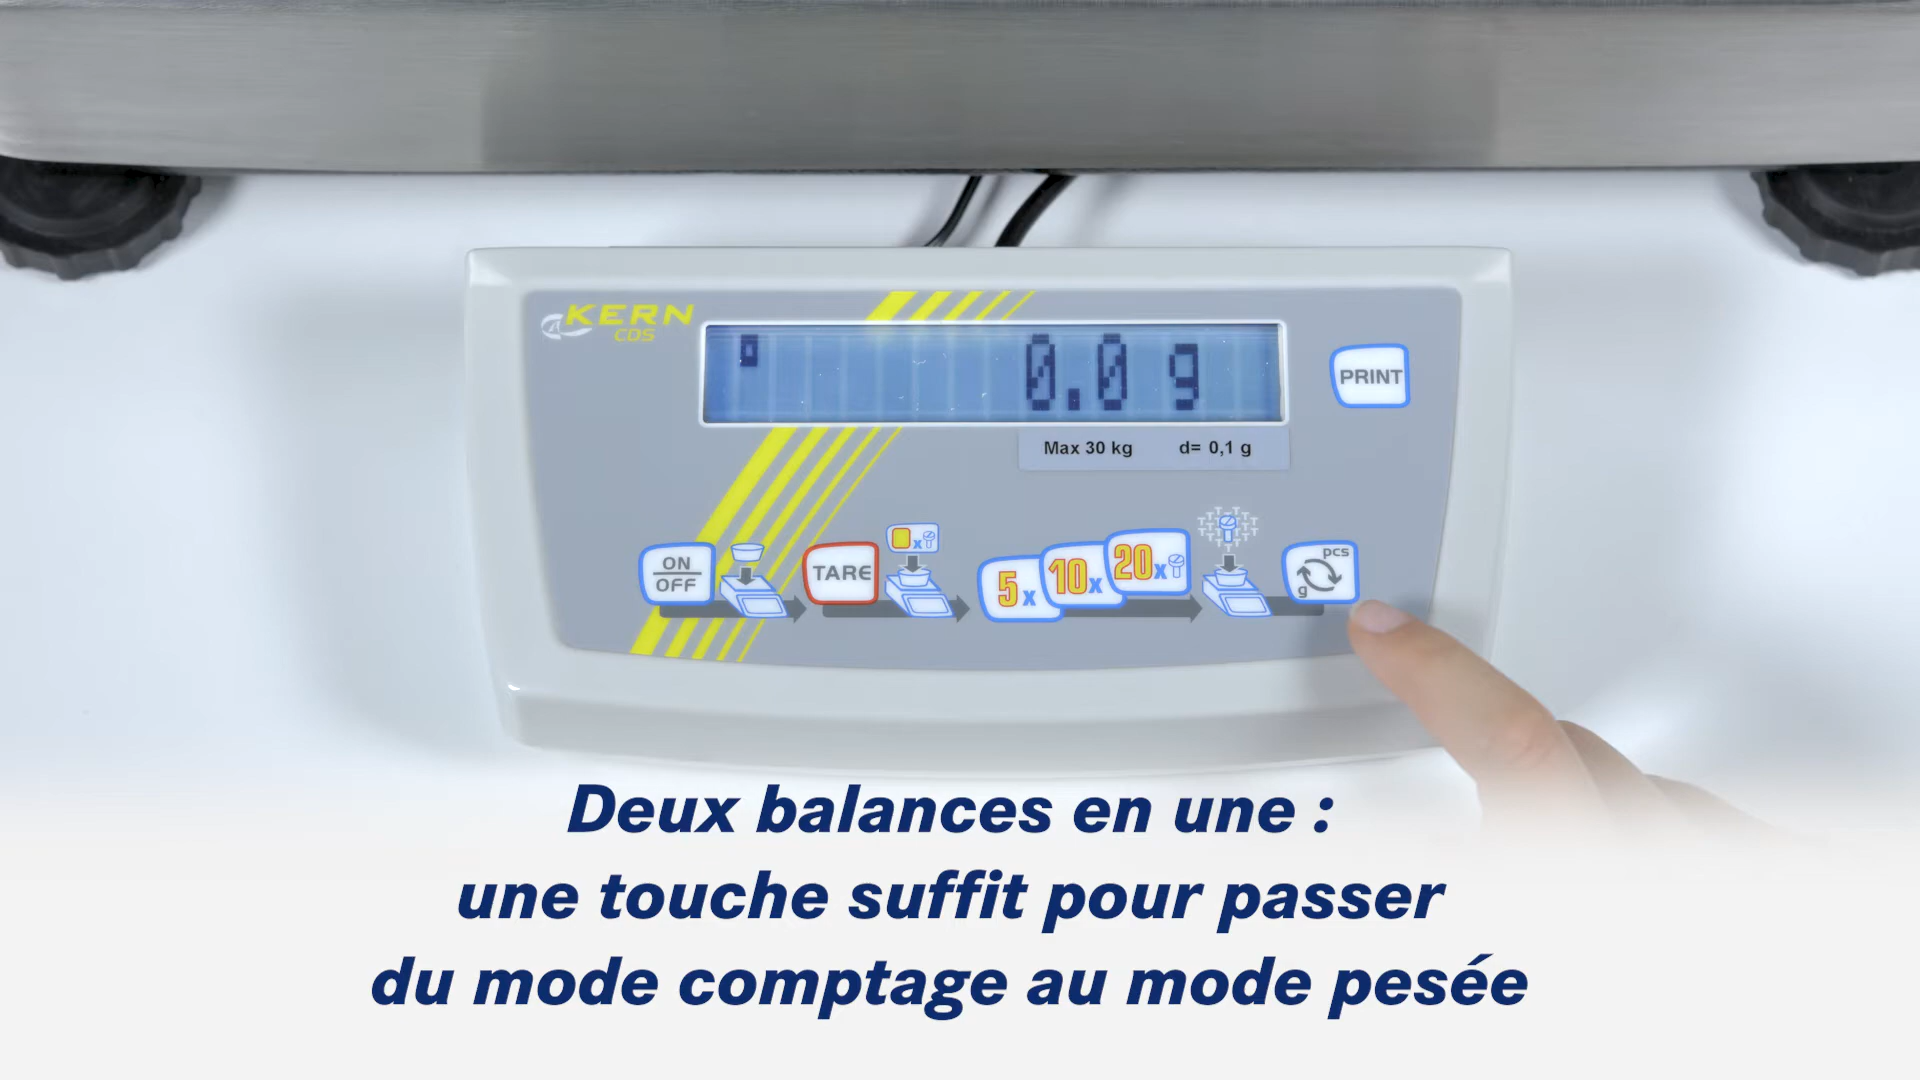 KERN
CDS
0.0 g
PRINT
Max 30 kg d= 0,1 g
ON
OFF
x
TARE
5x
10x
20x
pcs
g
Deux balances en une :
une touche suffit pour passer
du mode comptage au mode pesée